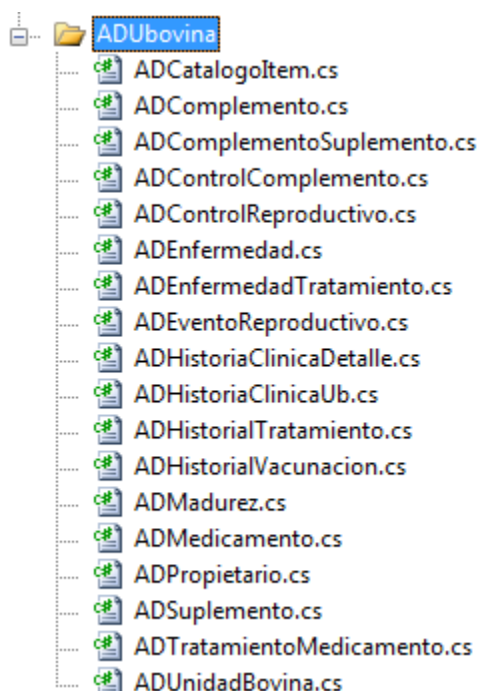 ADUbovina
ADCatalogoItem.cs
ADComplemento.cs
ADComplementoSuplemento.cs
ADControlComplemento.cs
ADControlReproductivo.cs
ADEnfermedad.cs
ADEnfermedadTratamiento.cs
ADEventoReproductivo.cs
ADHistoriaClinicaDetalle.cs
ADHistoriaClinicaUb.cs
ADHistorialTratamiento.cs
ADHistorialVacunacion.cs
ADMadurez.cs
ADMedicamento.cs
ADPropietario.cs
ADSuplemento.cs
ADTratamientoMedicamento.cs
ADUnidadBovina.cs